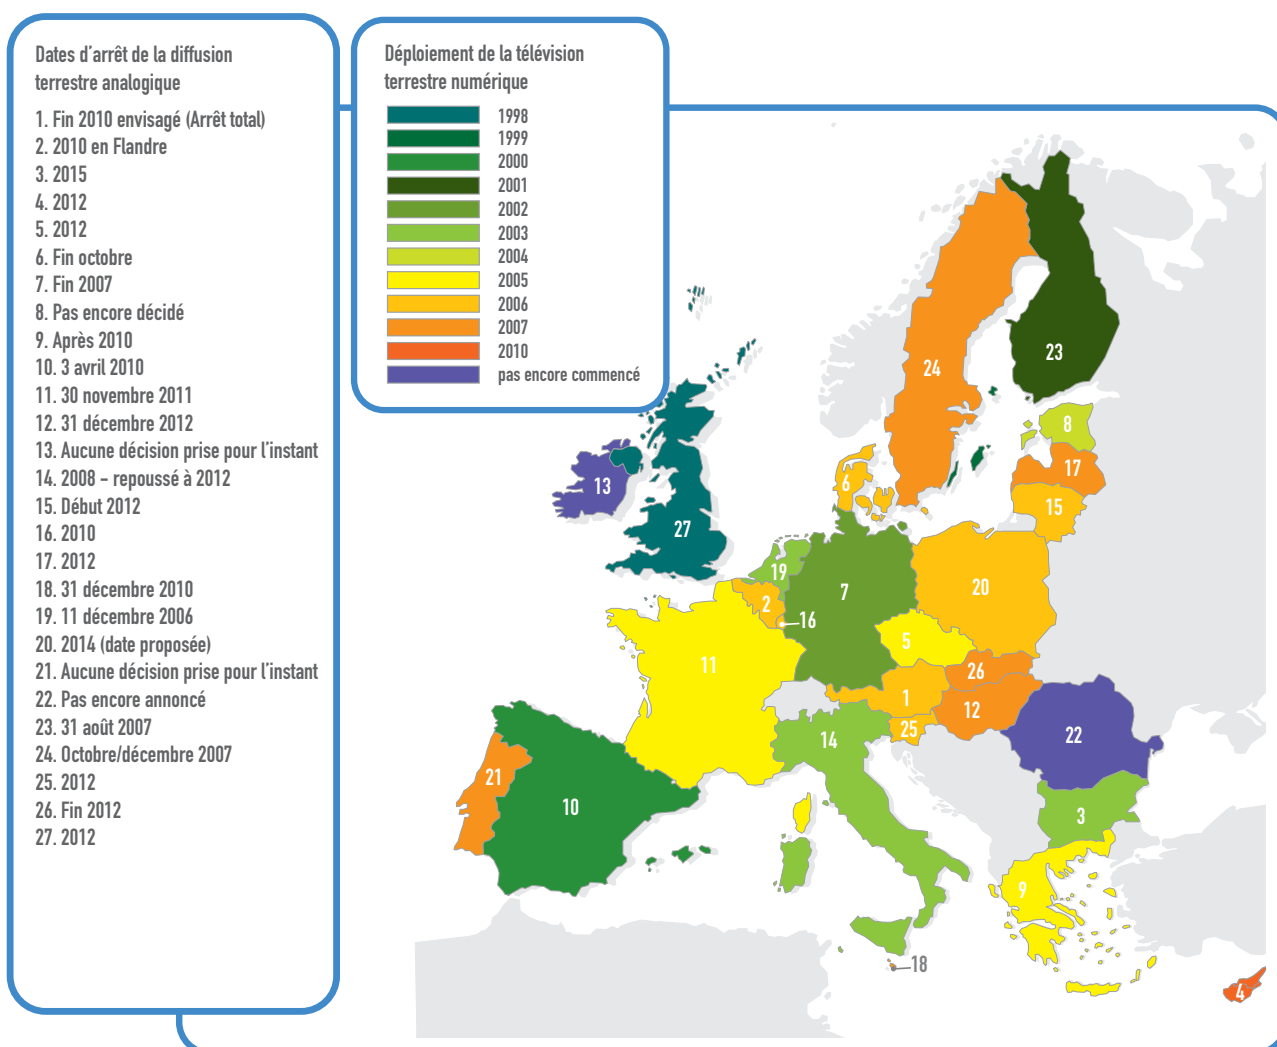 Dates d'arrêt de la diffusion
terrestre analogique
1. Fin 2010 envisagé (Arrêt total)
2. 2010 en Flandre
3. 2015
4. 2012
5. 2012
6. Fin octobre
7. Fin 2007
8. Pas encore décidé
9. Après 2010
10. 3 avril 2010
11. 30 novembre 2011
12. 31 décembre 2012
13. Aucune décision prise pour l'instant
14. 2008 – repoussé à 2012
15. Début 2012
16. 2010
17. 2012
18. 31 décembre 2010
19. 11 décembre 2006
20. 2014 (date proposée)
21. Aucune décision prise pour l'instant
22. Pas encore annoncé
23. 31 août 2007
24. Octobre/décembre 2007
25. 2012
26. Fin 2012
27. 2012
Déploiement de la télévision
terrestre numérique
1998
1999
2000
2001
2002
2003
2004
2005
2006
2007
2010
pas encore commencé
23
24
8
17
6
13
15
27
19
7
20
2
16
5
11
26
1
12
25
14
22
21
10
3
9
18
4